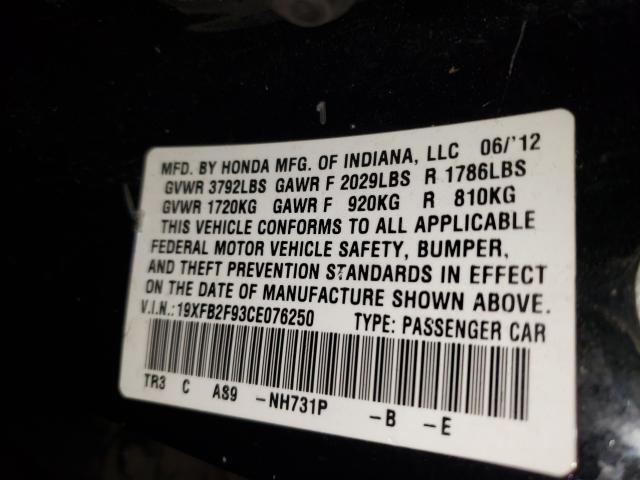 1
MFD. BY HONDA MFG. OF INDIANA, LLC 06/'12
GVWR 3792LBS GAWR F 2029LBS R 1786LBS
GVWR 1720KG GAWR F 920KG R 810KG
THIS VEHICLE CONFORMS TO ALL APPLICABLE
FEDERAL MOTOR VEHICLE SAFETY, BUMPER,
AND THEFT PREVENTION STANDARDS IN EFFECT
ON THE DATE OF MANUFACTURE SHOWN ABOVE.
V.I.N.:19XFB2F93CE076250 TYPE: PASSENGER CAR
TR3 C AS9 -NH731P -B -E